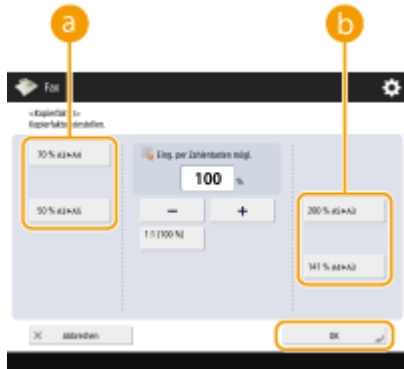 a
b
Fax
<Kopierfaktor>
Kopierfaktor einstellen.
70 % A3▸A4
Eing. per Zahlentasten mögl.
100 %
50 % A3▸A5
−
+
200 % A5▸A3
1:1 (100 %)
141 % A4▸A3
× Abbrechen
OK